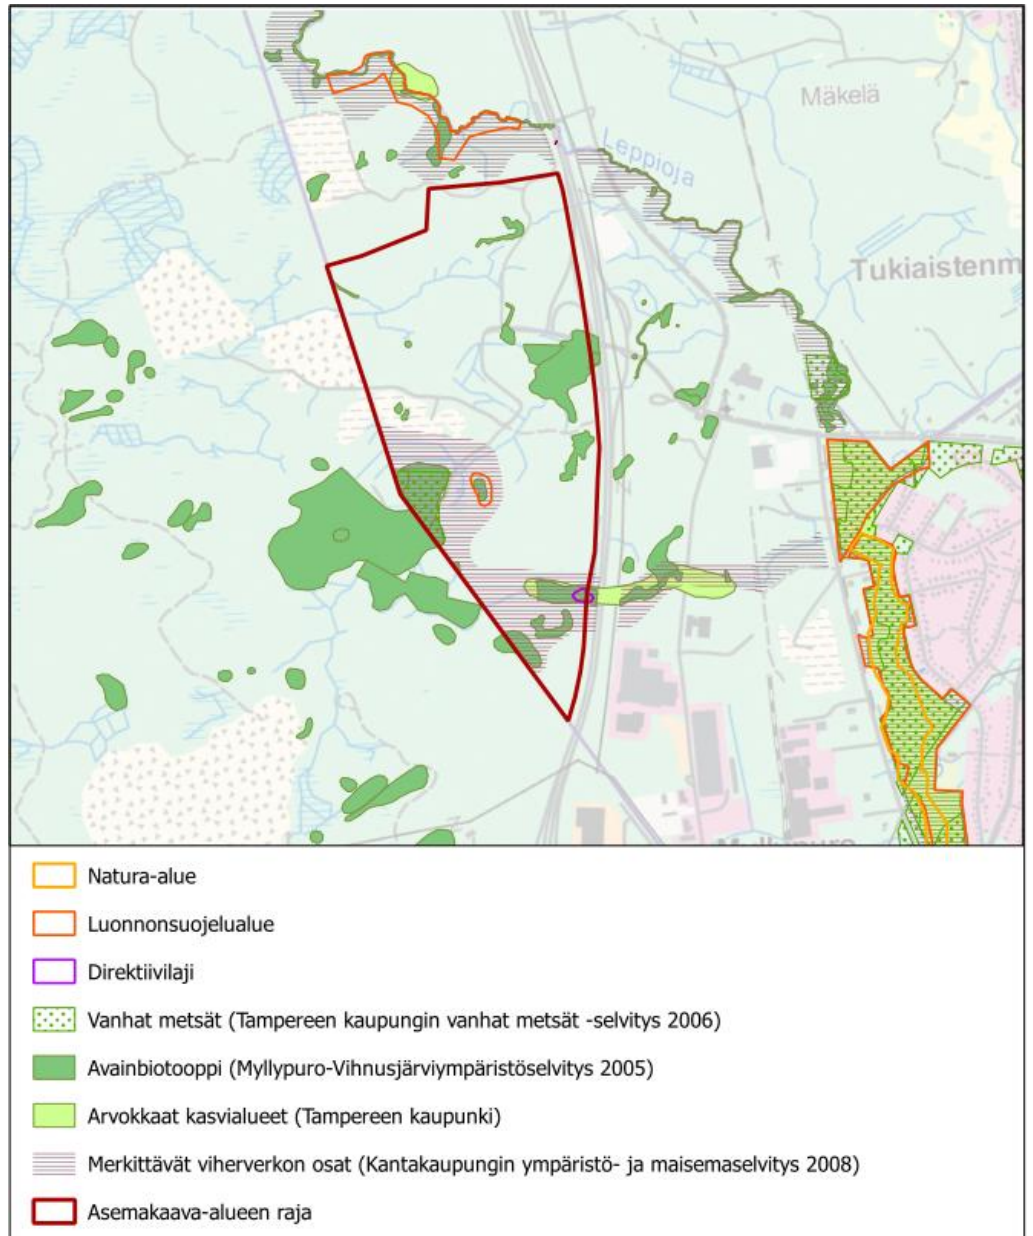 Mäkelä
Leppioja
Tukiaistenm
Myllypuro
Natura-alue
Luonnonsuojelualue
Direktiivilaji
Vanhat metsät (Tampereen kaupungin vanhat metsät -selvitys 2006)
Avainbiotooppi (Myllypuro-Vihnusjärviympäristöselvitys 2005)
Arvokkaat kasvialueet (Tampereen kaupunki)
Merkittävät viherverkon osat (Kantakaupungin ympäristö- ja maisemaselvitys 2008)
Asemakaava-alueen raja